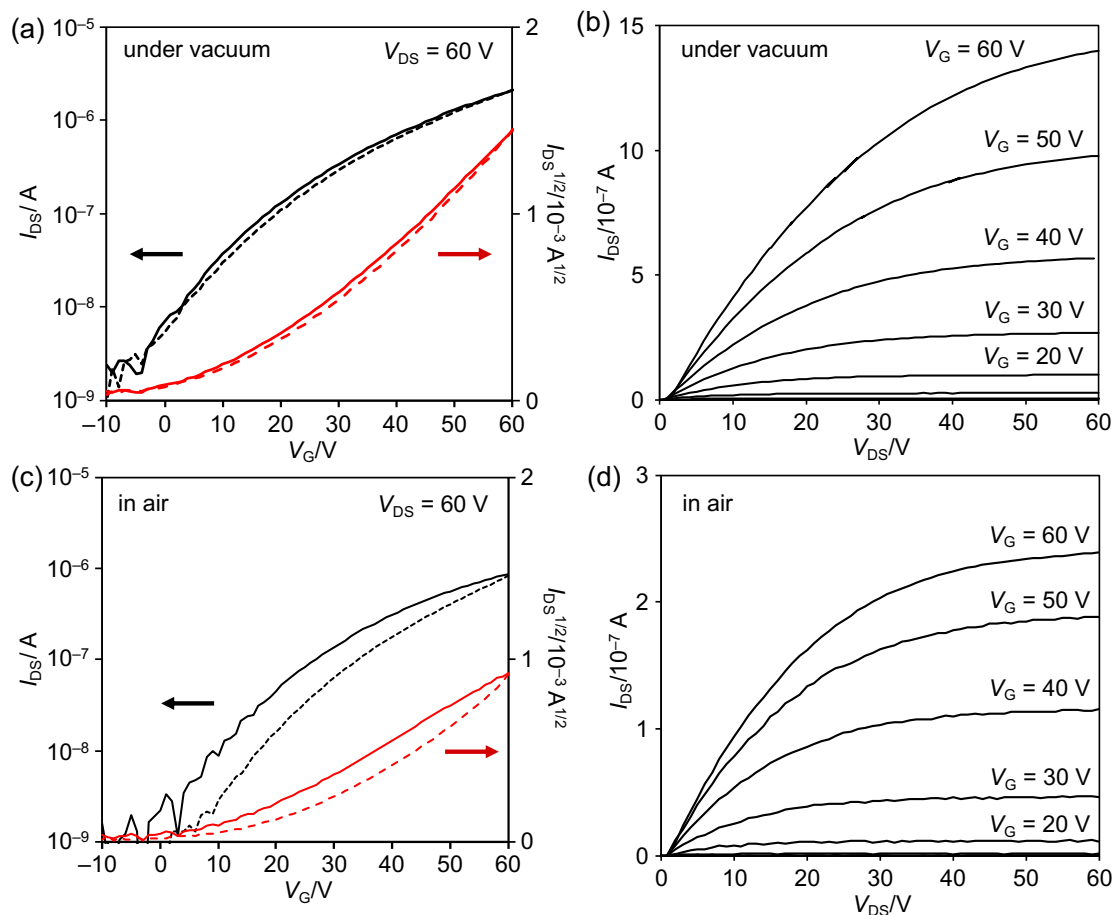 (a)
under vacuum
V_DS = 60 V
10⁻⁵
10⁻⁶
10⁻⁷
10⁻⁸
10⁻⁹
I_DS/ A
2
1
0
I_DS^1/2/10⁻³ A^1/2
–10 0 10 20 30 40 50 60
V_G/V
(b)
under vacuum
V_G = 60 V
V_G = 50 V
V_G = 40 V
V_G = 30 V
V_G = 20 V
15
10
5
0
I_DS/10⁻⁷ A
0 10 20 30 40 50 60
V_DS/V
(c)
in air
V_DS = 60 V
10⁻⁵
10⁻⁶
10⁻⁷
10⁻⁸
10⁻⁹
I_DS/ A
2
1
0
I_DS^1/2/10⁻³ A^1/2
–10 0 10 20 30 40 50 60
V_G/V
(d)
in air
V_G = 60 V
V_G = 50 V
V_G = 40 V
V_G = 30 V
V_G = 20 V
3
2
1
0
I_DS/10⁻⁷ A
0 10 20 30 40 50 60
V_DS/V